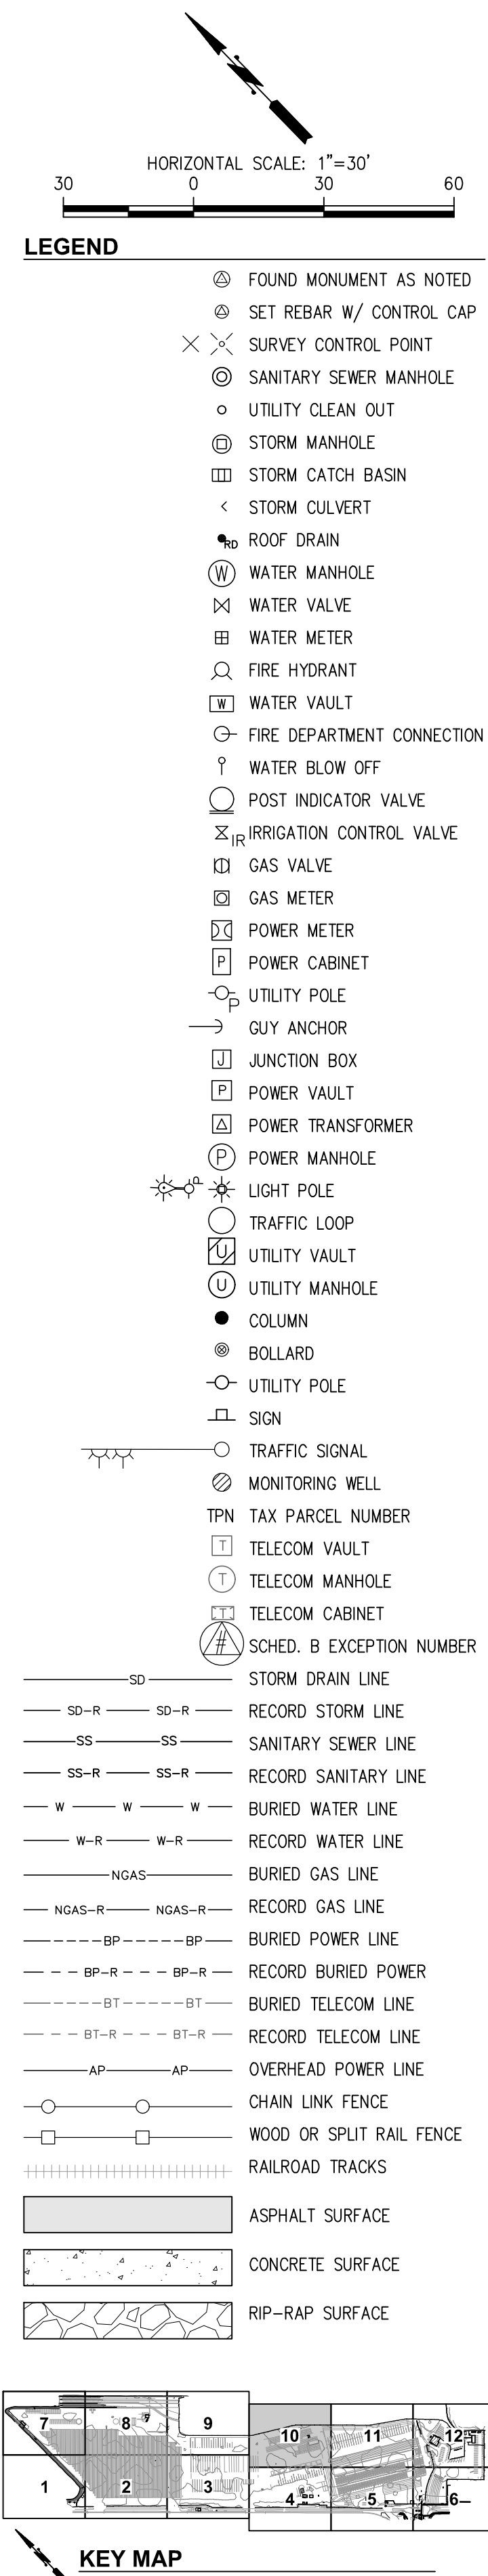 HORIZONTAL SCALE: 1"=30'
30 0 30 60
LEGEND
FOUND MONUMENT AS NOTED
SET REBAR W/ CONTROL CAP
SURVEY CONTROL POINT
SANITARY SEWER MANHOLE
UTILITY CLEAN OUT
STORM MANHOLE
STORM CATCH BASIN
STORM CULVERT
RD ROOF DRAIN
W WATER MANHOLE
WATER VALVE
WATER METER
FIRE HYDRANT
W WATER VAULT
FIRE DEPARTMENT CONNECTION
WATER BLOW OFF
POST INDICATOR VALVE
IR IRRIGATION CONTROL VALVE
GAS VALVE
GAS METER
POWER METER
P POWER CABINET
P UTILITY POLE
GUY ANCHOR
J JUNCTION BOX
P POWER VAULT
POWER TRANSFORMER
P POWER MANHOLE
P LIGHT POLE
TRAFFIC LOOP
U UTILITY VAULT
U UTILITY MANHOLE
COLUMN
BOLLARD
UTILITY POLE
SIGN
TRAFFIC SIGNAL
MONITORING WELL
TPN TAX PARCEL NUMBER
T TELECOM VAULT
T TELECOM MANHOLE
T TELECOM CABINET
# SCHED. B EXCEPTION NUMBER
SD STORM DRAIN LINE
SD-R SD-R RECORD STORM LINE
SS SS SANITARY SEWER LINE
SS-R SS-R RECORD SANITARY LINE
W W W BURIED WATER LINE
W-R W-R RECORD WATER LINE
NGAS BURIED GAS LINE
NGAS-R NGAS-R RECORD GAS LINE
BP BP BURIED POWER LINE
BP-R BP-R RECORD BURIED POWER
BT BT BURIED TELECOM LINE
BT-R BT-R RECORD TELECOM LINE
AP AP OVERHEAD POWER LINE
CHAIN LINK FENCE
WOOD OR SPLIT RAIL FENCE
RAILROAD TRACKS
ASPHALT SURFACE
CONCRETE SURFACE
RIP-RAP SURFACE
7 8 9 10 11 12
1 2 3 4 5 6
KEY MAP